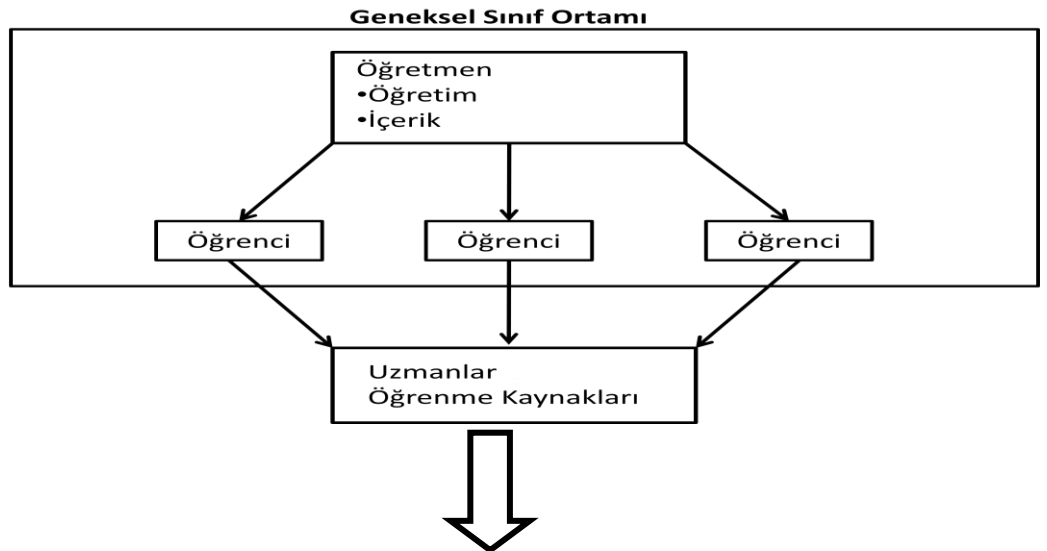 Geneksel Sınıf Ortamı
Öğretmen
•Öğretim
•İçerik
Öğrenci
Öğrenci
Öğrenci
Uzmanlar
Öğrenme Kaynakları